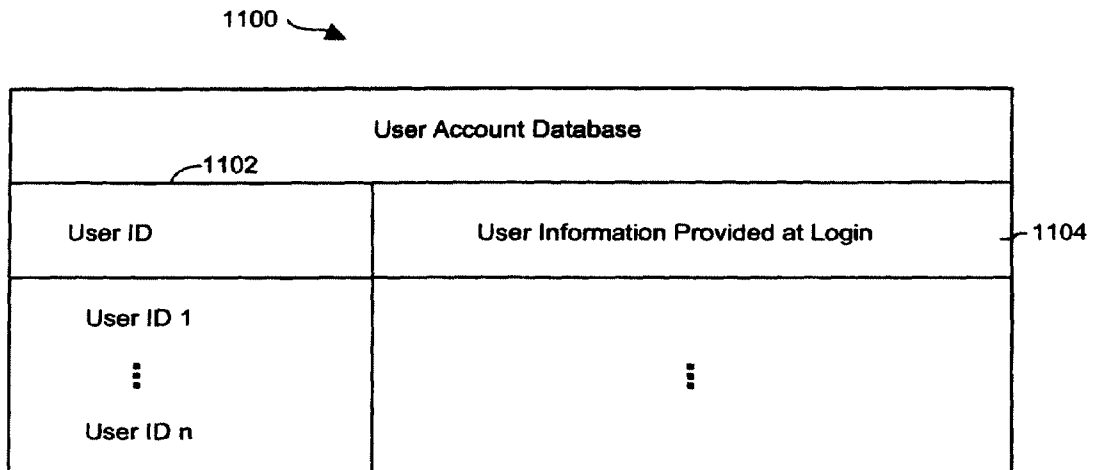 1100
User Account Database
1102
User ID
User Information Provided at Login
1104
User ID 1
User ID n